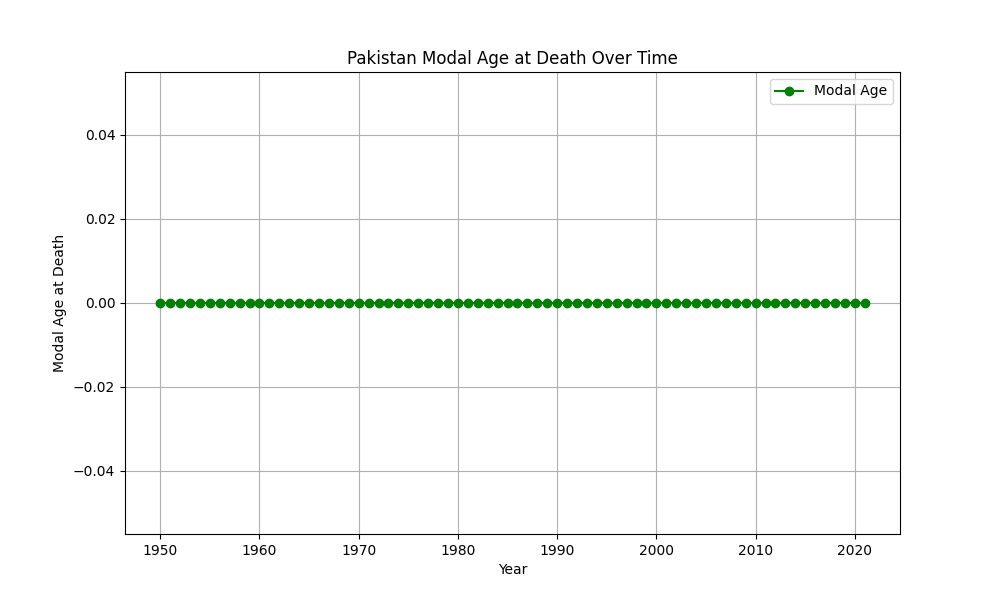 Pakistan Modal Age at Death Over Time
Modal Age
0.04
0.02
0.00
−0.02
−0.04
Modal Age at Death
1950 1960 1970 1980 1990 2000 2010 2020
Year